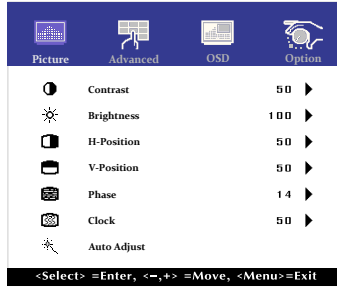 Picture Advanced OSD Option
Contrast 50
Brightness 100
H-Position 50
V-Position 50
Phase 14
Clock 50
Auto Adjust
<Select> =Enter, <−,+> =Move, <Menu>=Exit